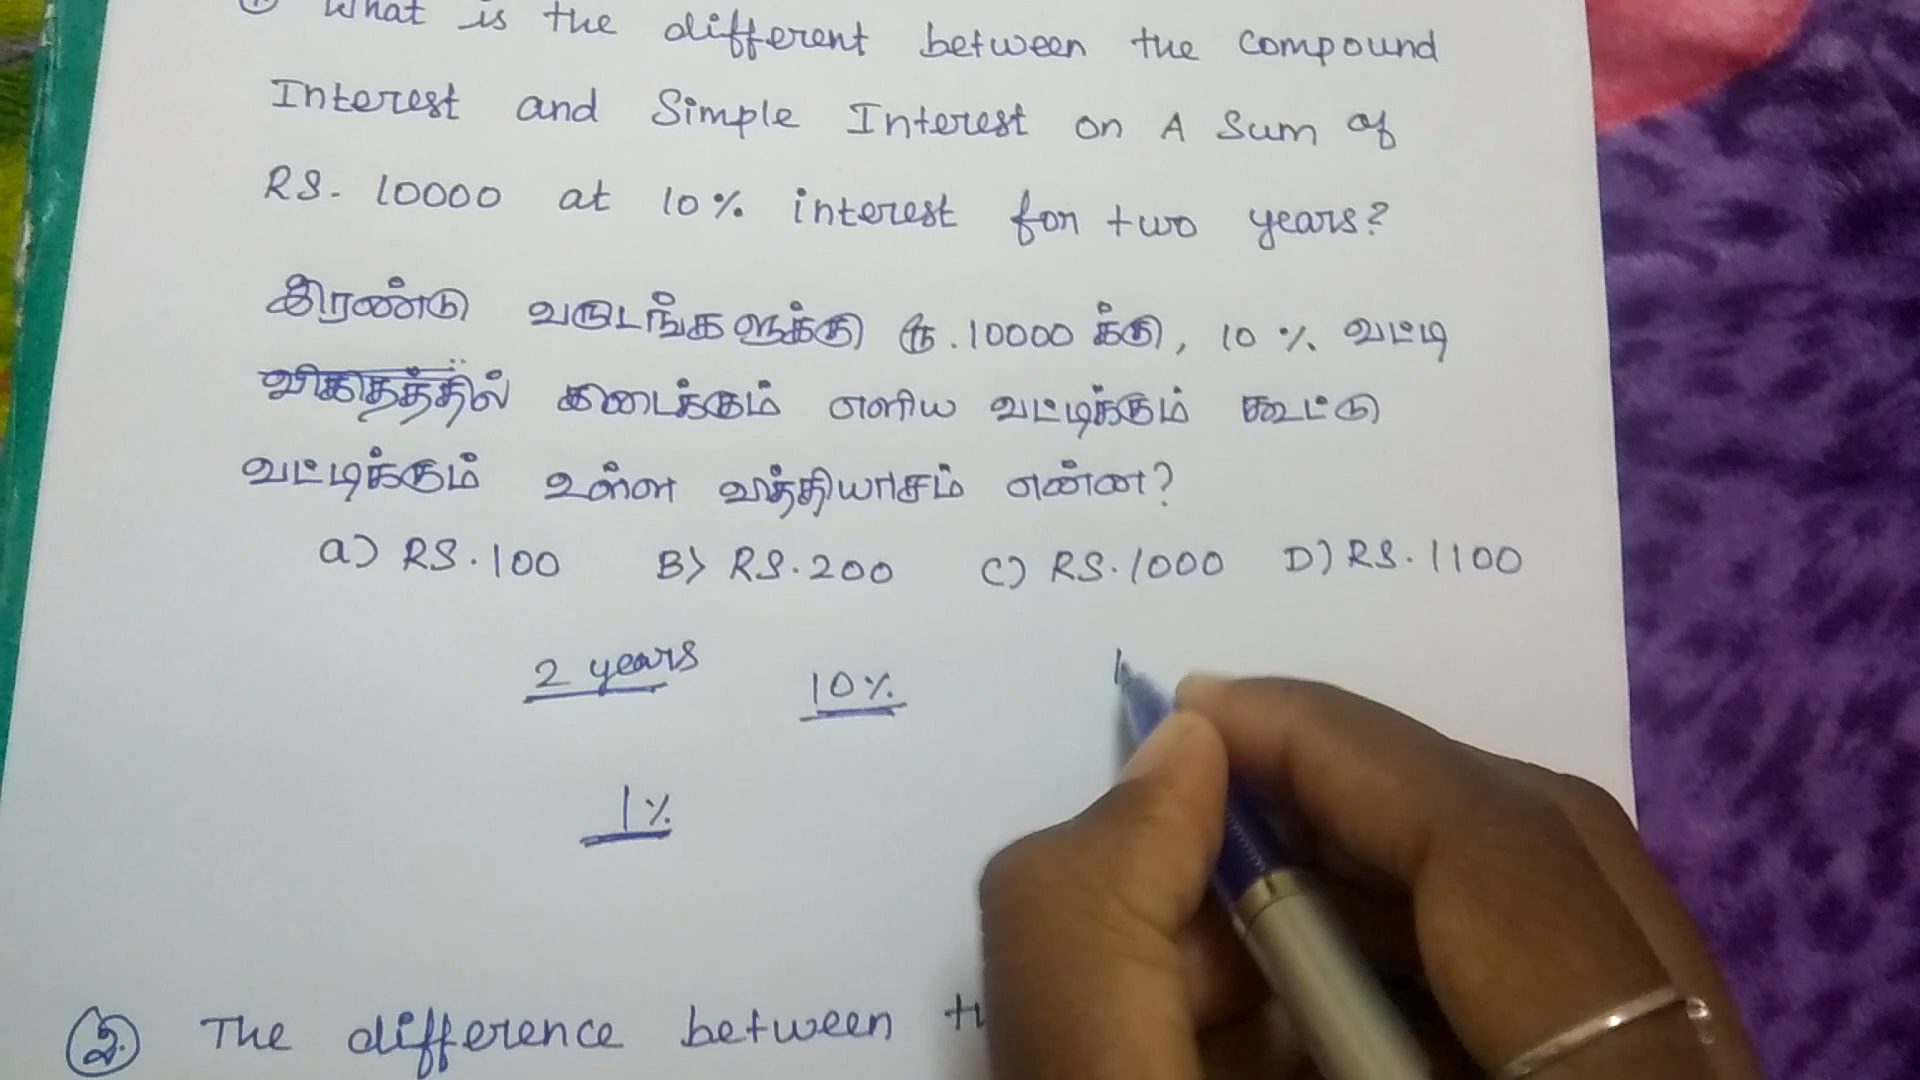 ① What is the different between the compound
Interest and Simple Interest on A Sum of
RS. 10000 at 10% interest for two years?
இரண்டு வருடங்களுக்கு ரூ.10000 க்கு, 10 % வட்டி
விகிதத்தில் கிடைக்கும் எளிய வட்டிக்கும் கூட்டு
வட்டிக்கும் உள்ள வித்தியாசம் என்ன?
a) RS.100 B) RS.200 C) RS.1000 D) RS.1100
2 years 10%
1%
②. The difference between